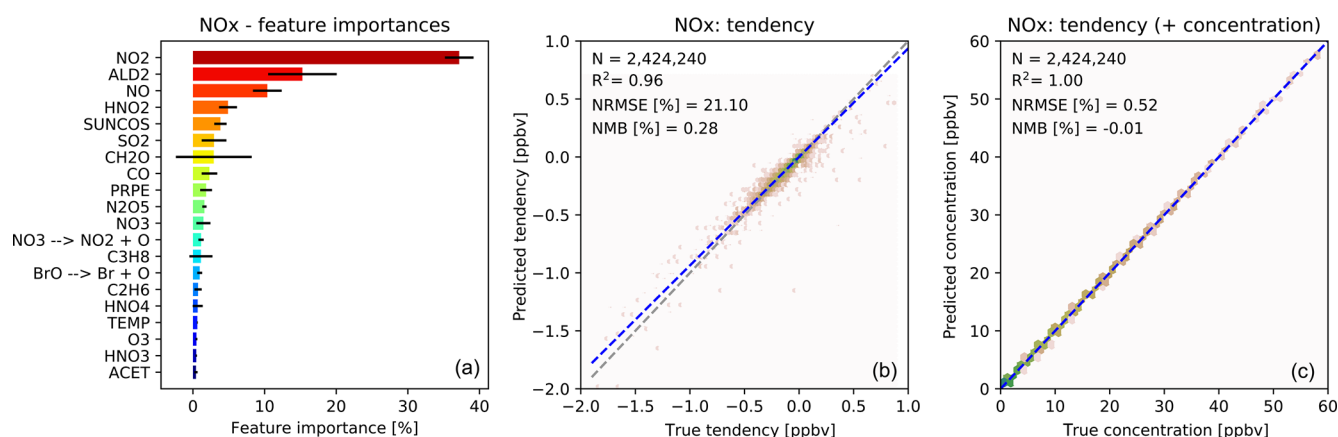 NOx - feature importances
NO2
ALD2
NO
HNO2
SUNCOS
SO2
CH2O
CO
PRPE
N2O5
NO3
NO3 --> NO2 + O
C3H8
BrO --> Br + O
C2H6
HNO4
TEMP
O3
HNO3
ACET
(a)
0 10 20 30 40
Feature importance [%]
NOx: tendency
N = 2,424,240
R²= 0.96
NRMSE [%] = 21.10
NMB [%] = 0.28
Predicted tendency [ppbv]
1.0
0.5
0.0
−0.5
−1.0
−1.5
−2.0
(b)
−2.0 −1.5 −1.0 −0.5 0.0 0.5 1.0
True tendency [ppbv]
NOx: tendency (+ concentration)
N = 2,424,240
R²= 1.00
NRMSE [%] = 0.52
NMB [%] = -0.01
Predicted concentration [ppbv]
60
50
40
30
20
10
0
(c)
0 10 20 30 40 50 60
True concentration [ppbv]